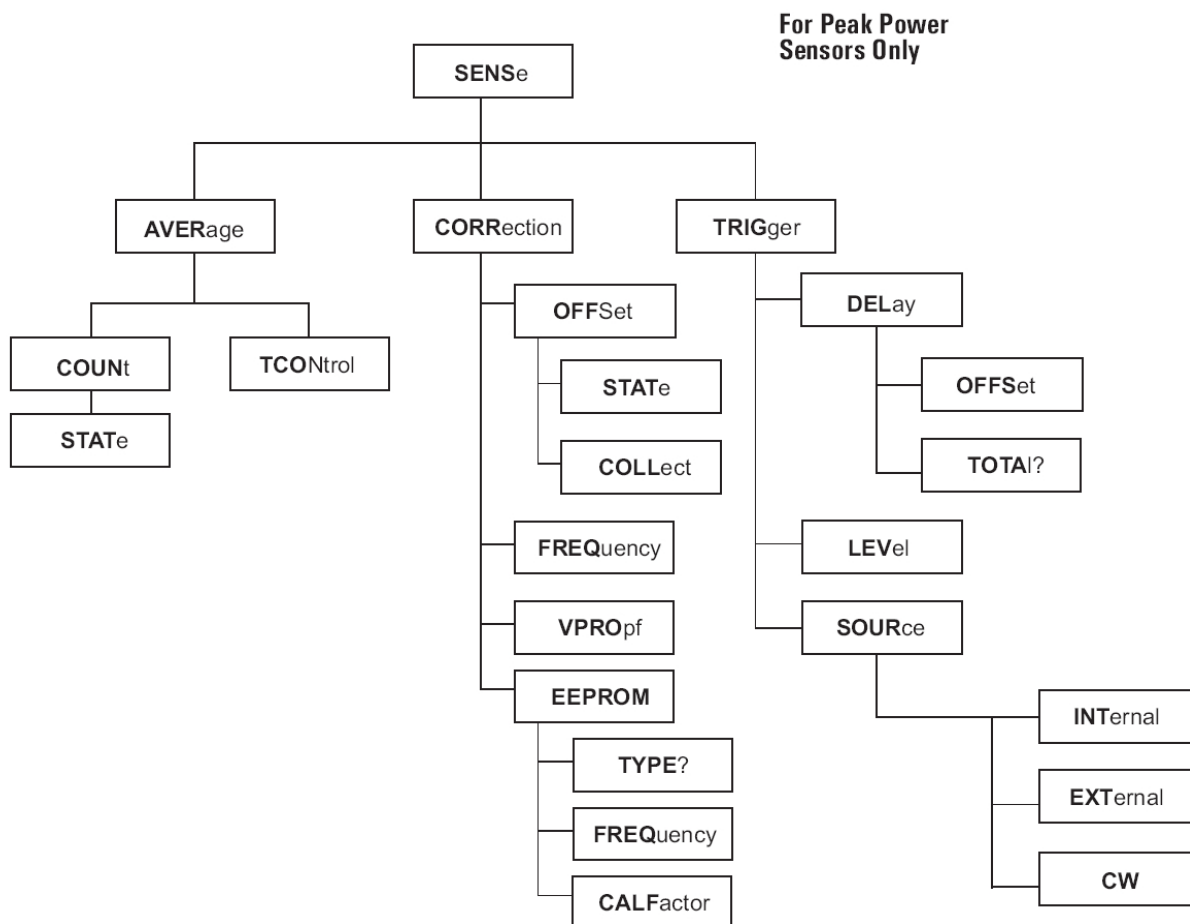 For Peak Power
Sensors Only
SENSe
AVERage
CORRection
TRIGger
COUNt
STATe
TCONtrol
OFFSet
STATe
COLLect
FREQuency
VPROpf
EEPROM
TYPE?
FREQuency
CALFactor
DELay
OFFSet
TOTAl?
LEVel
SOURce
INTernal
EXTernal
CW